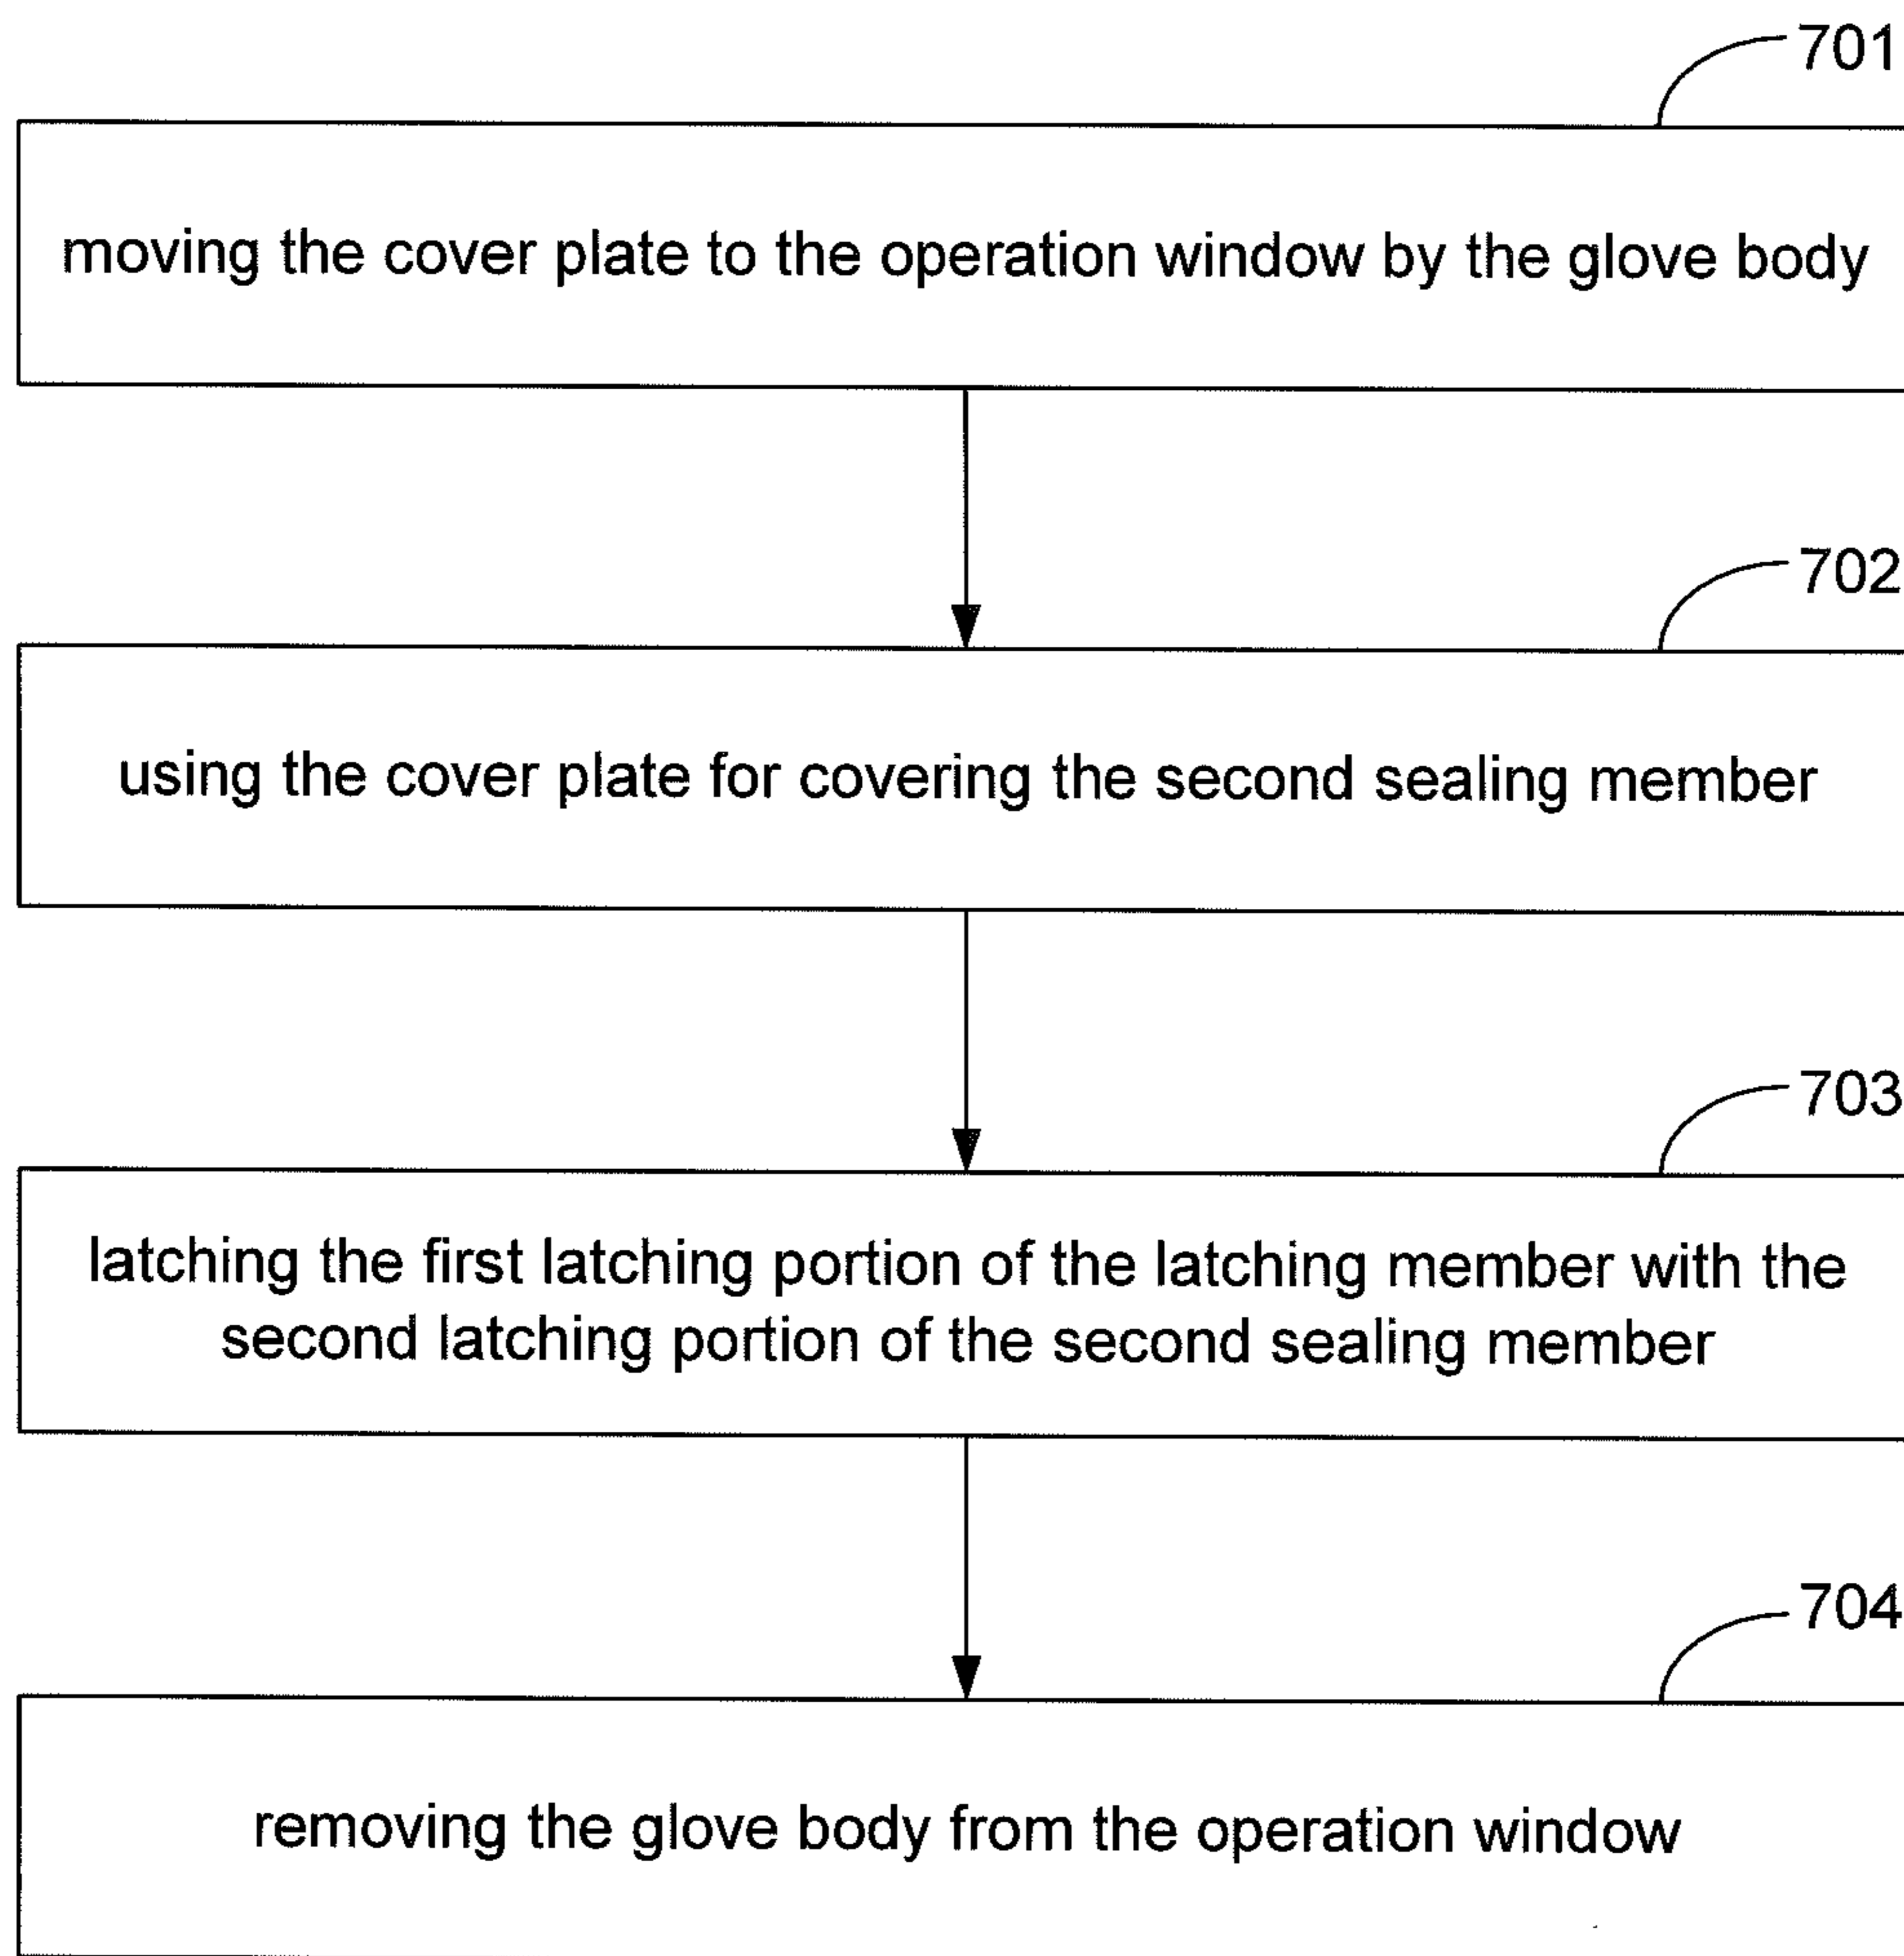 701
moving the cover plate to the operation window by the glove body
702
using the cover plate for covering the second sealing member
703
latching the first latching portion of the latching member with the
second latching portion of the second sealing member
704
removing the glove body from the operation window